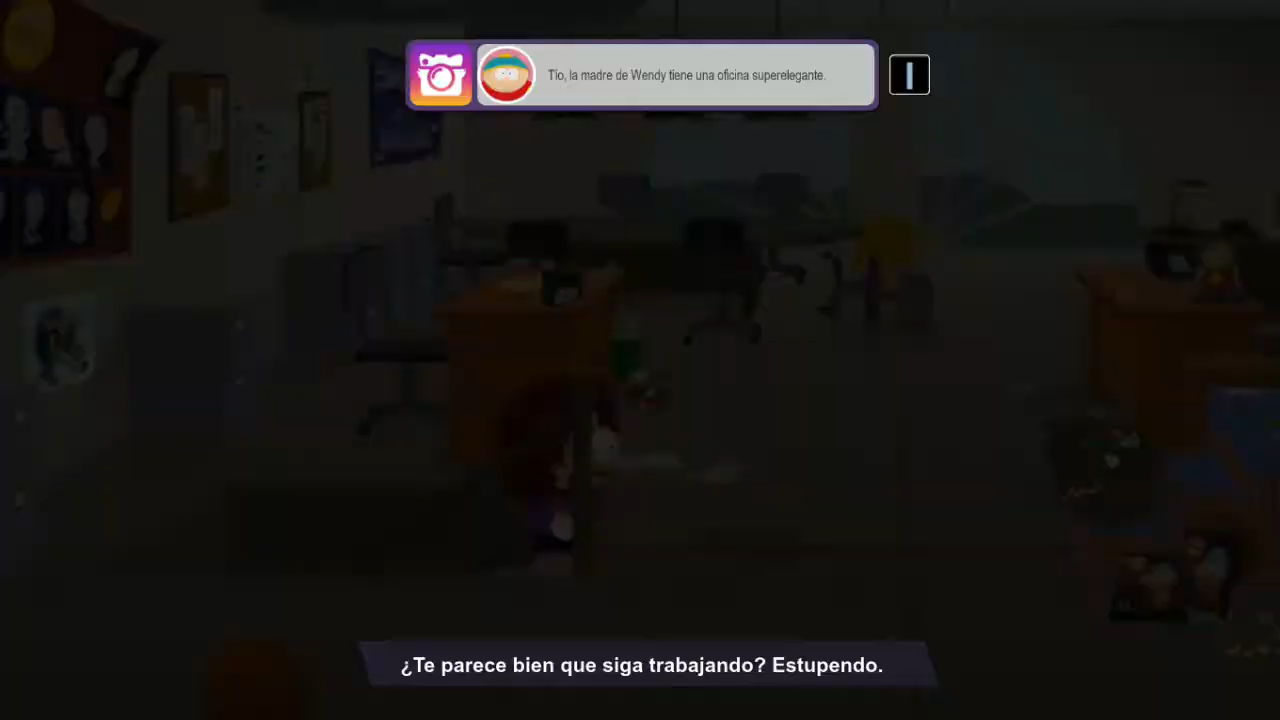 Tío, la madre de Wendy tiene una oficina superelegante.
¿Te parece bien que siga trabajando? Estupendo.